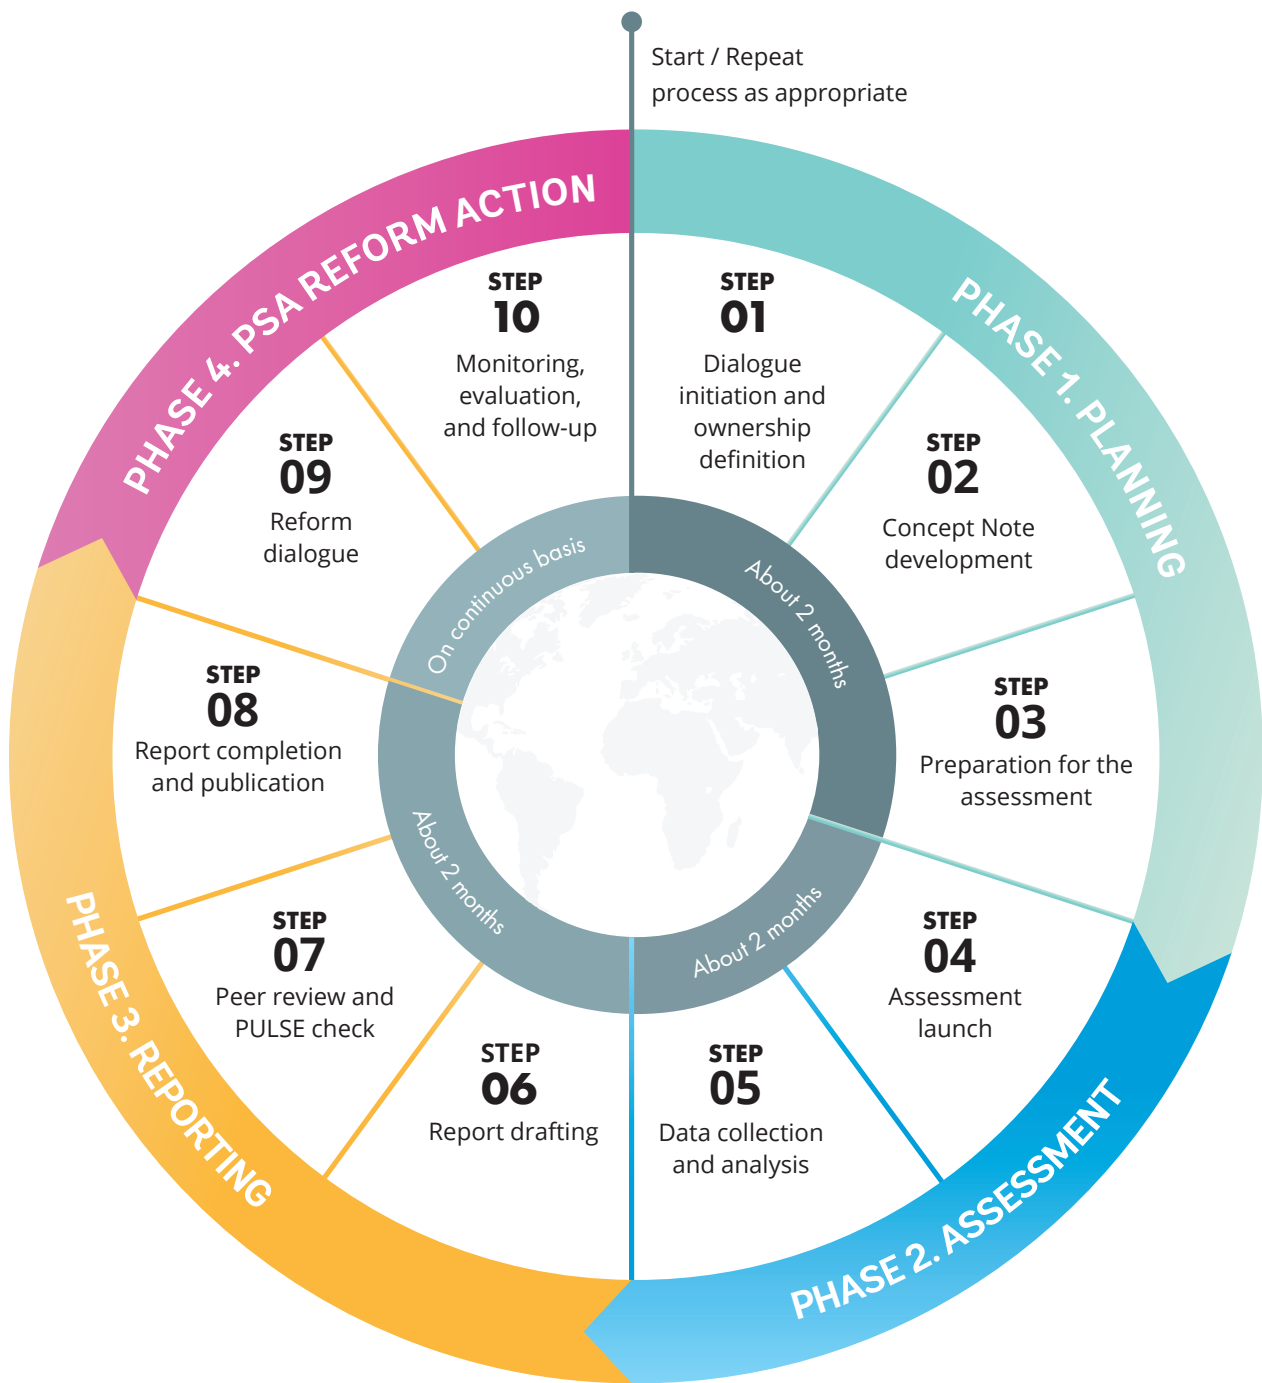 Start / Repeat
process as appropriate
PHASE 1. PLANNING
STEP
01
Dialogue
initiation and
ownership
definition
STEP
02
Concept Note
development
STEP
03
Preparation for the
assessment
About 2 months
PHASE 2. ASSESSMENT
STEP
04
Assessment
launch
STEP
05
Data collection
and analysis
About 2 months
PHASE 3. REPORTING
STEP
06
Report drafting
STEP
07
Peer review and
PULSE check
STEP
08
Report completion
and publication
About 2 months
PHASE 4. PSA REFORM ACTION
STEP
09
Reform
dialogue
STEP
10
Monitoring,
evaluation,
and follow-up
On continuous basis